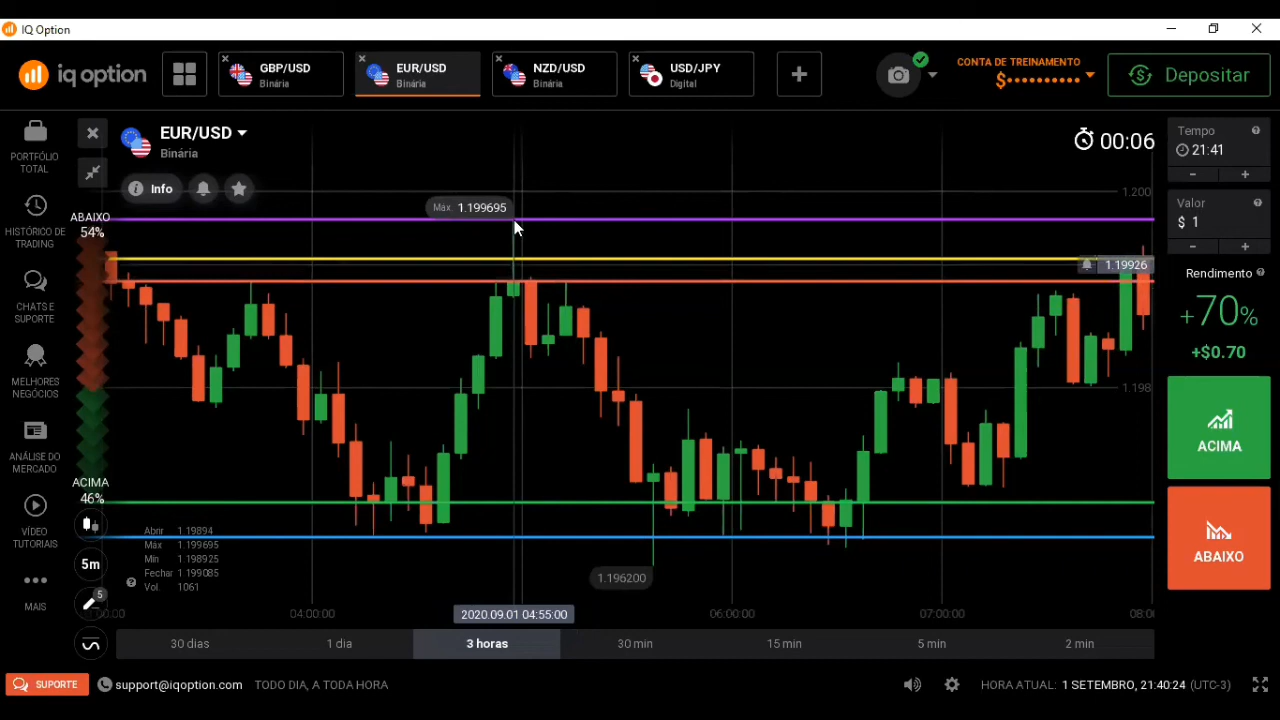 IQ Option
iq option
GBP/USD
Binária
EUR/USD
Binária
NZD/USD
Binária
USD/JPY
Digital
CONTA DE TREINAMENTO
$••••••••••
Depositar
PORTFÓLIO
TOTAL
HISTÓRICO DE
TRADING
CHATS E
SUPORTE
MELHORES
NEGÓCIOS
ANÁLISE DO
MERCADO
VÍDEO
TUTORIAIS
MAIS
EUR/USD
Binária
Info
00:06
ABAIXO
54%
ACIMA
46%
Máx 1.199695
1.200
1.19926
1.198
1.196200
Abrir 1.19894
Máx 1.199695
Mín 1.198925
Fechar 1.199085
Vol. 1061
5m
5
04:00:00
2020.09.01 04:55:00
06:00:00
07:00:00
30 dias
1 dia
3 horas
30 min
15 min
5 min
2 min
Tempo
21:41
- +
Valor
$ 1
- +
Rendimento
+70%
+$0.70
ACIMA
ABAIXO
SUPORTE
support@iqoption.com
TODO DIA, A TODA HORA
HORA ATUAL: 1 SETEMBRO, 21:40:24 (UTC-3)